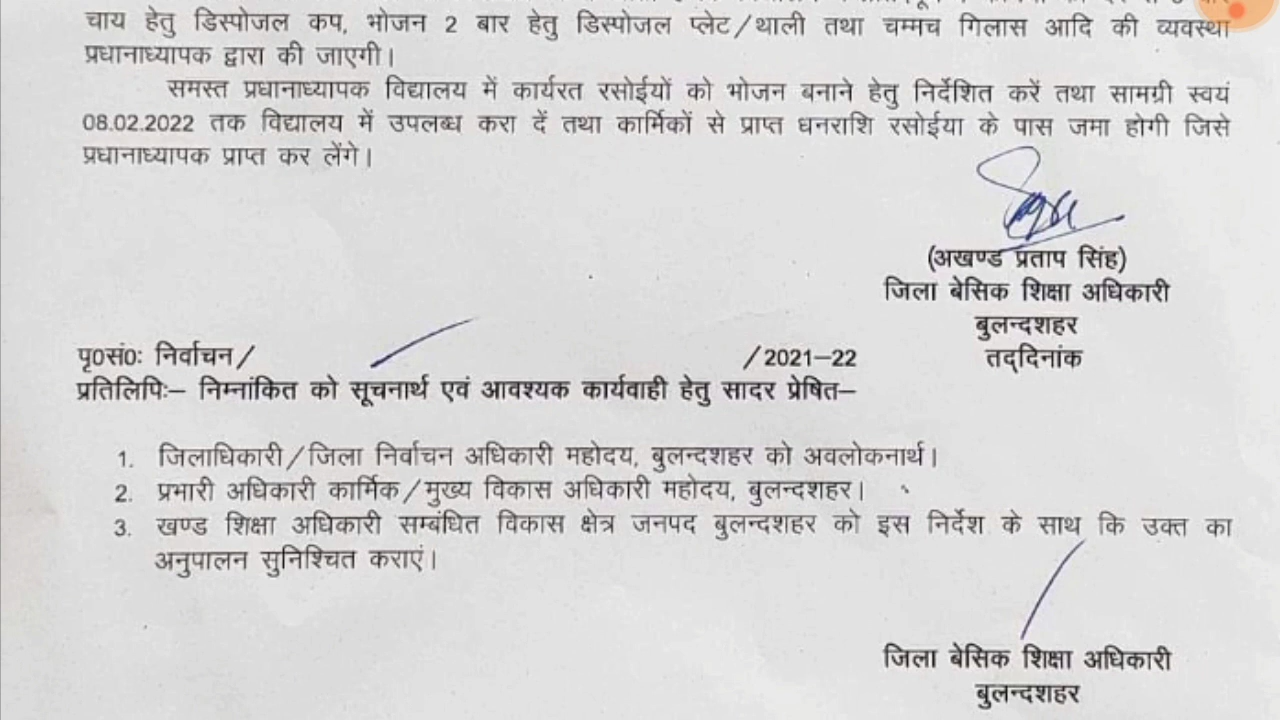 चाय हेतु डिस्पोजल कप, भोजन 2 बार हेतु डिस्पोजल प्लेट/थाली तथा चम्मच गिलास आदि की व्यवस्था
प्रधानाध्यापक द्वारा की जाएगी।
समस्त प्रधानाध्यापक विद्यालय में कार्यरत रसोईयों को भोजन बनाने हेतु निर्देशित करें तथा सामग्री स्वयं
08.02.2022 तक विद्यालय में उपलब्ध करा दें तथा कार्मिकों से प्राप्त धनराशि रसोईया के पास जमा होगी जिसे
प्रधानाध्यापक प्राप्त कर लेंगे।
(अखण्ड प्रताप सिंह)
जिला बेसिक शिक्षा अधिकारी
बुलन्दशहर
पृ0सं0: निर्वाचन/ /2021–22 तद्दिनांक
प्रतिलिपिः– निम्नांकित को सूचनार्थ एवं आवश्यक कार्यवाही हेतु सादर प्रेषित–
1. जिलाधिकारी/जिला निर्वाचन अधिकारी महोदय, बुलन्दशहर को अवलोकनार्थ।
2. प्रभारी अधिकारी कार्मिक/मुख्य विकास अधिकारी महोदय, बुलन्दशहर।
3. खण्ड शिक्षा अधिकारी सम्बंधित विकास क्षेत्र जनपद बुलन्दशहर को इस निर्देश के साथ कि उक्त का
अनुपालन सुनिश्चित कराएं।
जिला बेसिक शिक्षा अधिकारी
बुलन्दशहर